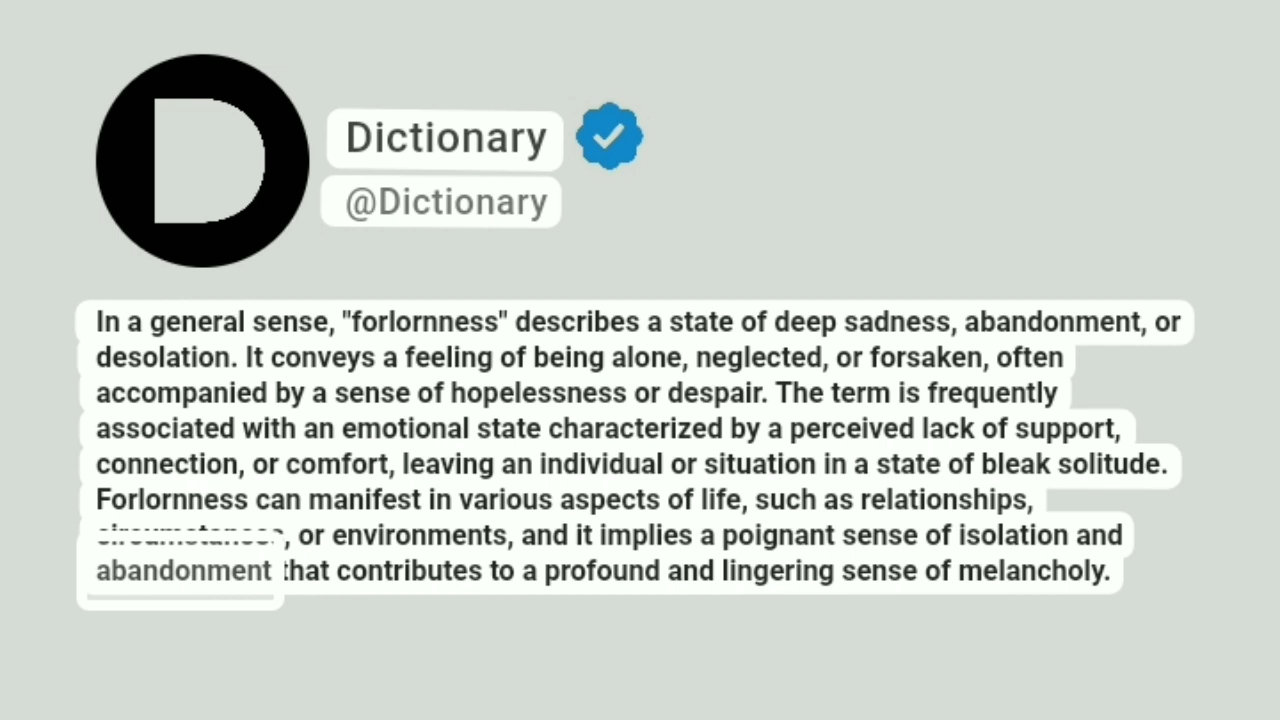 D
Dictionary
@Dictionary
In a general sense, "forlornness" describes a state of deep sadness, abandonment, or
desolation. It conveys a feeling of being alone, neglected, or forsaken, often
accompanied by a sense of hopelessness or despair. The term is frequently
associated with an emotional state characterized by a perceived lack of support,
connection, or comfort, leaving an individual or situation in a state of bleak solitude.
Forlornness can manifest in various aspects of life, such as relationships,
circumstances, or environments, and it implies a poignant sense of isolation and
abandonment that contributes to a profound and lingering sense of melancholy.